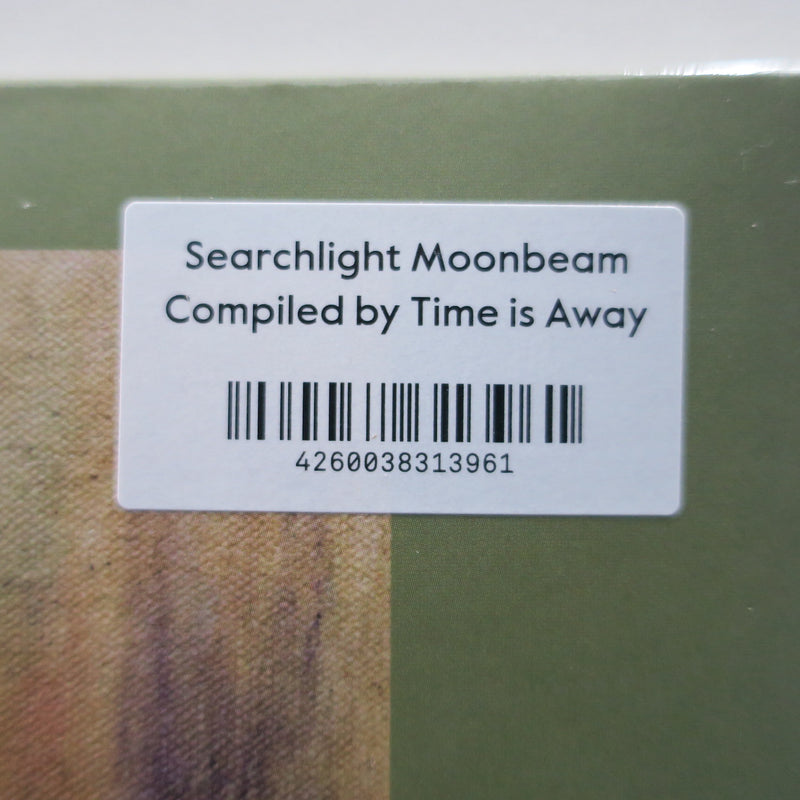 Searchlight Moonbeam
Compiled by Time is Away
4260038313961